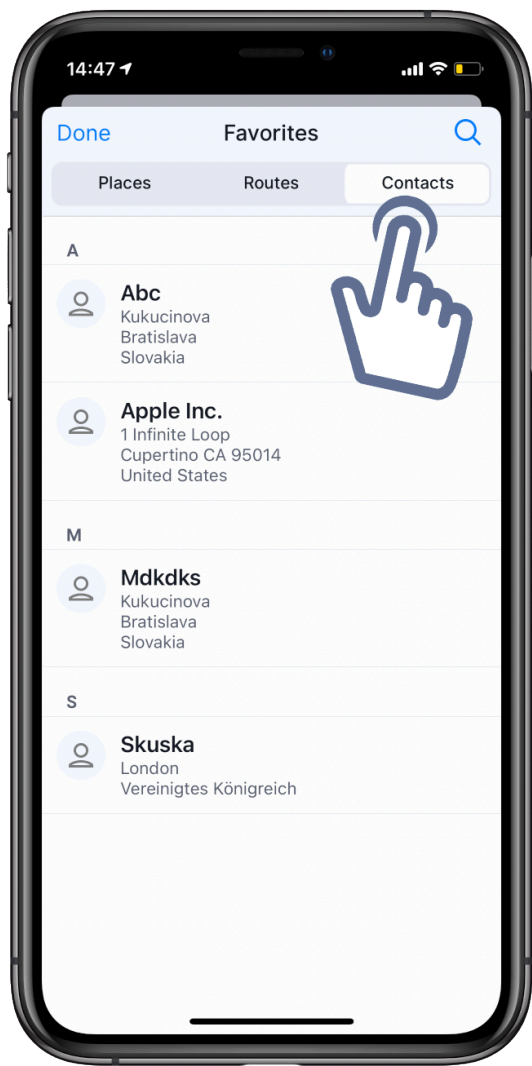 14:47
Done Favorites
Places Routes Contacts
A
Abc
Kukucinova
Bratislava
Slovakia
Apple Inc.
1 Infinite Loop
Cupertino CA 95014
United States
M
Mdkdks
Kukucinova
Bratislava
Slovakia
S
Skuska
London
Vereinigtes Königreich